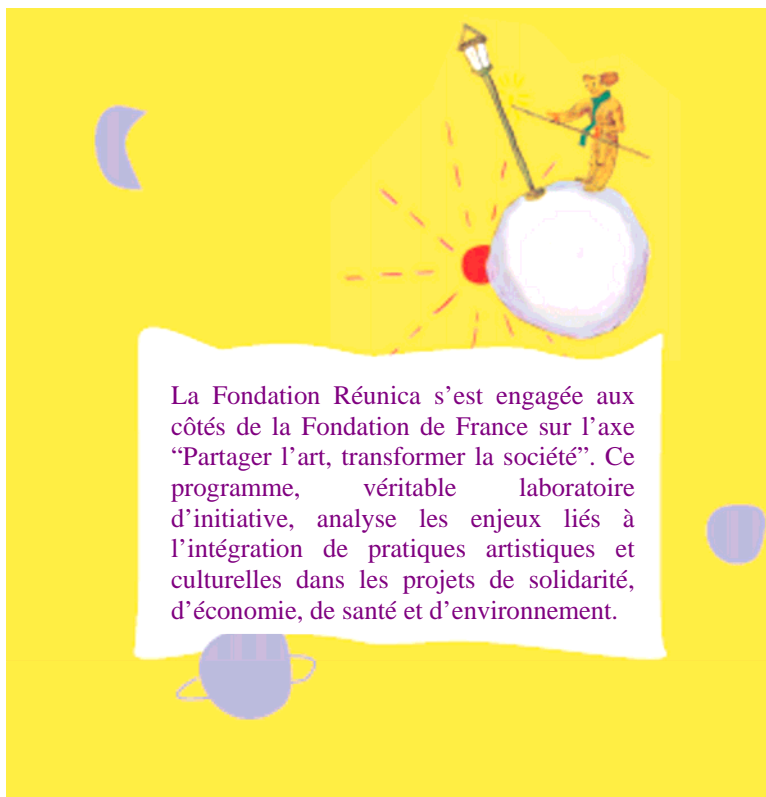 La Fondation Réunica s’est engagée aux
côtés de la Fondation de France sur l’axe
“Partager l’art, transformer la société”. Ce
programme, véritable laboratoire
d’initiative, analyse les enjeux liés à
l’intégration de pratiques artistiques et
culturelles dans les projets de solidarité,
d’économie, de santé et d’environnement.